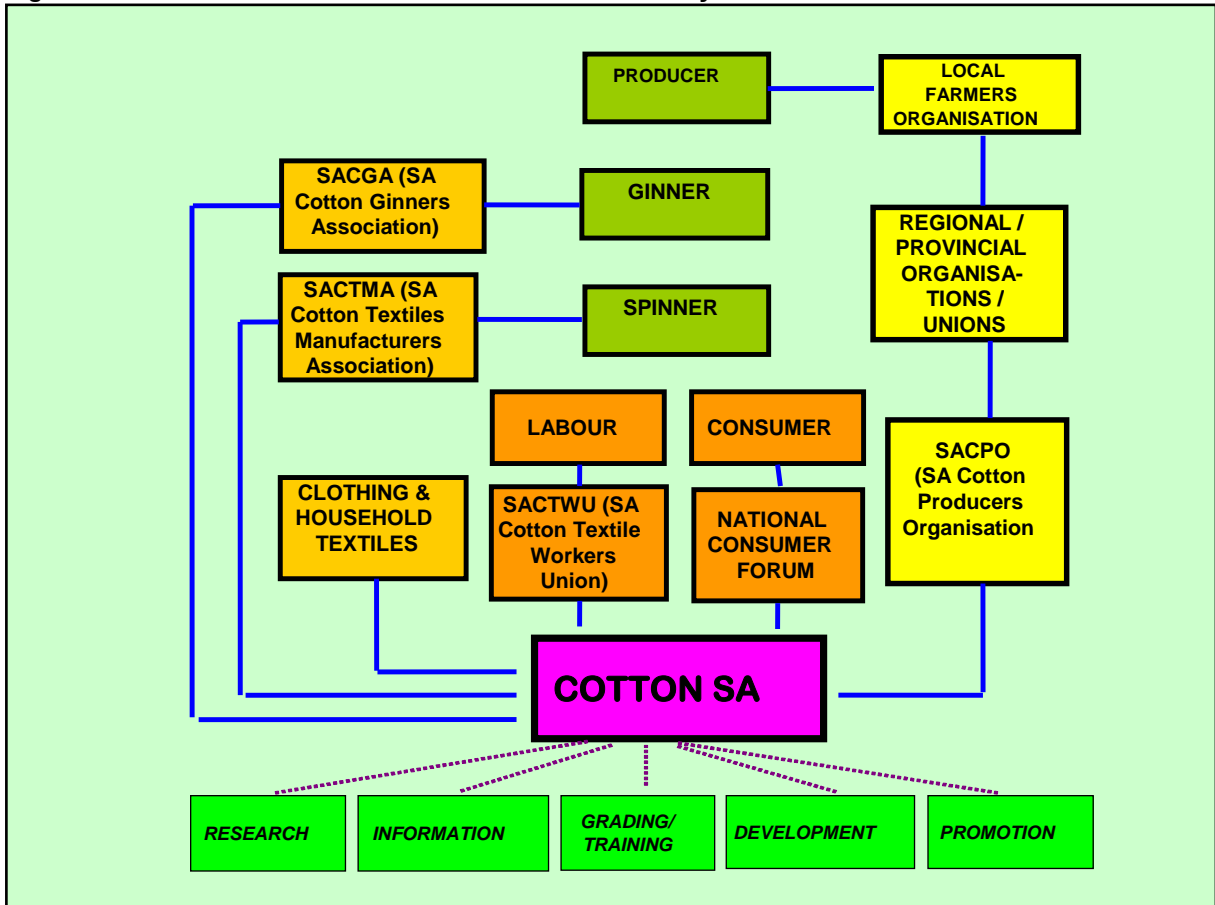 PRODUCER
LOCAL
FARMERS
ORGANISATION
SACGA (SA
Cotton Ginners
Association)
GINNER
REGIONAL /
PROVINCIAL
ORGANISA-
TIONS /
UNIONS
SACTMA (SA
Cotton Textiles
Manufacturers
Association)
SPINNER
LABOUR
CONSUMER
SACPO
(SA Cotton
Producers
Organisation
CLOTHING &
HOUSEHOLD
TEXTILES
SACTWU (SA
Cotton Textile
Workers
Union)
NATIONAL
CONSUMER
FORUM
COTTON SA
RESEARCH
INFORMATION
GRADING/
TRAINING
DEVELOPMENT
PROMOTION